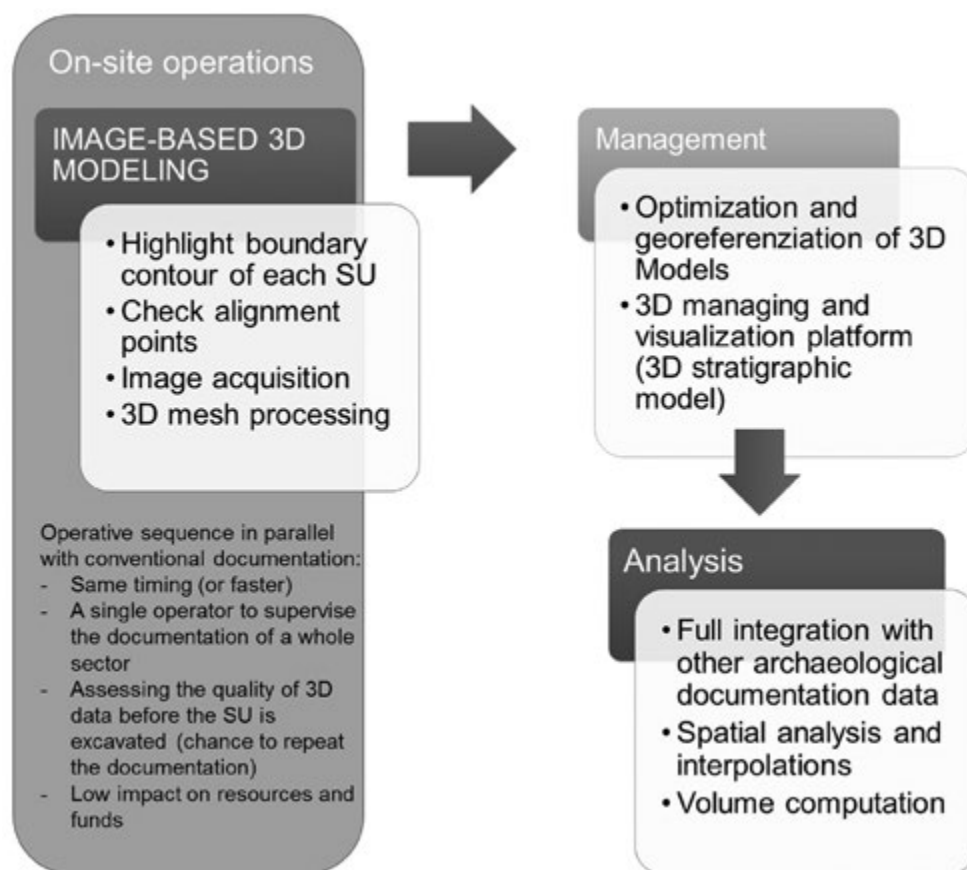 On-site operations
IMAGE-BASED 3D
MODELING
• Highlight boundary
contour of each SU
• Check alignment
points
• Image acquisition
• 3D mesh processing
Operative sequence in parallel
with conventional documentation:
- Same timing (or faster)
- A single operator to supervise
the documentation of a whole
sector
- Assessing the quality of 3D
data before the SU is
excavated (chance to repeat
the documentation)
- Low impact on resources and
funds
Management
• Optimization and
georeferenziation of 3D
Models
• 3D managing and
visualization platform
(3D stratigraphic
model)
Analysis
• Full integration with
other archaeological
documentation data
• Spatial analysis and
interpolations
• Volume computation